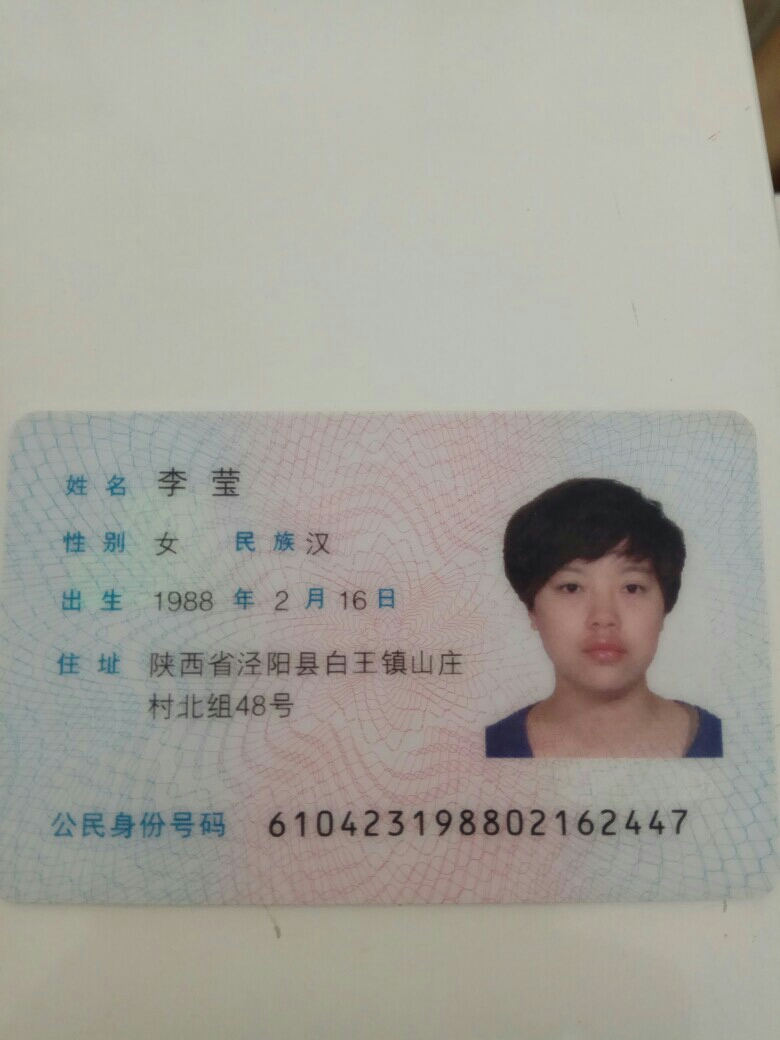 姓名 李莹
性别 女 民族 汉
出生 1988 年 2 月 16 日
住址 陕西省泾阳县白王镇山庄
村北组48号
公民身份号码 610423198802162447